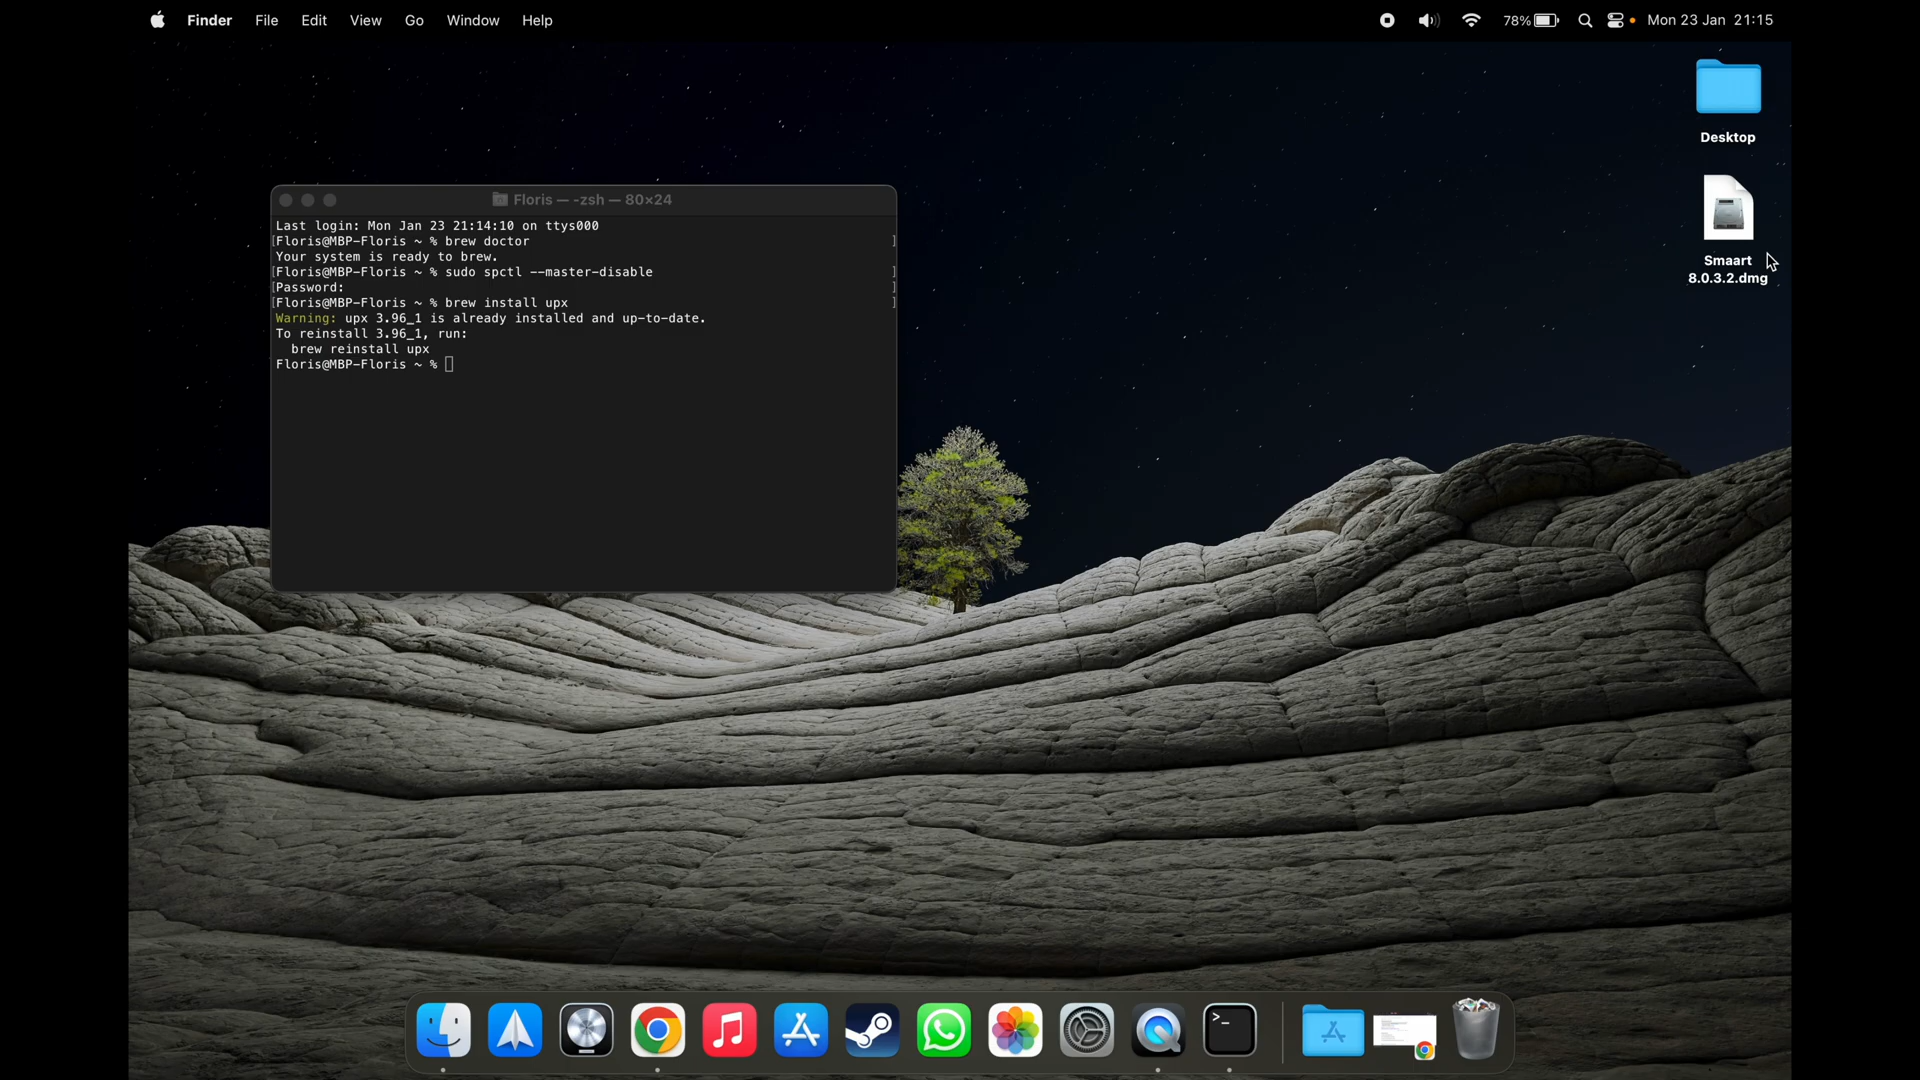 Finder File Edit View Go Window Help 78% Mon 23 Jan 21:15
Desktop
Smaart
8.0.3.2.dmg
Floris — -zsh — 80×24
Last login: Mon Jan 23 21:14:10 on ttys000
[Floris@MBP-Floris ~ % brew doctor ]
Your system is ready to brew.
[Floris@MBP-Floris ~ % sudo spctl --master-disable ]
[Password: ]
[Floris@MBP-Floris ~ % brew install upx ]
Warning: upx 3.96_1 is already installed and up-to-date.
To reinstall 3.96_1, run:
brew reinstall upx
Floris@MBP-Floris ~ %
>_